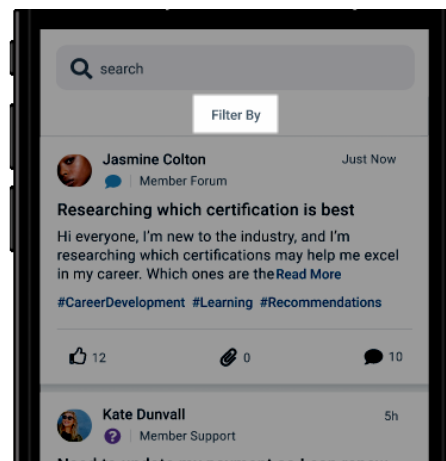 search
Filter By
Jasmine Colton
Just Now
Member Forum
Researching which certification is best
Hi everyone, I'm new to the industry, and I'm
researching which certifications may help me excel
in my career. Which ones are the Read More
#CareerDevelopment #Learning #Recommendations
12
0
10
Kate Dunvall
5h
Member Support